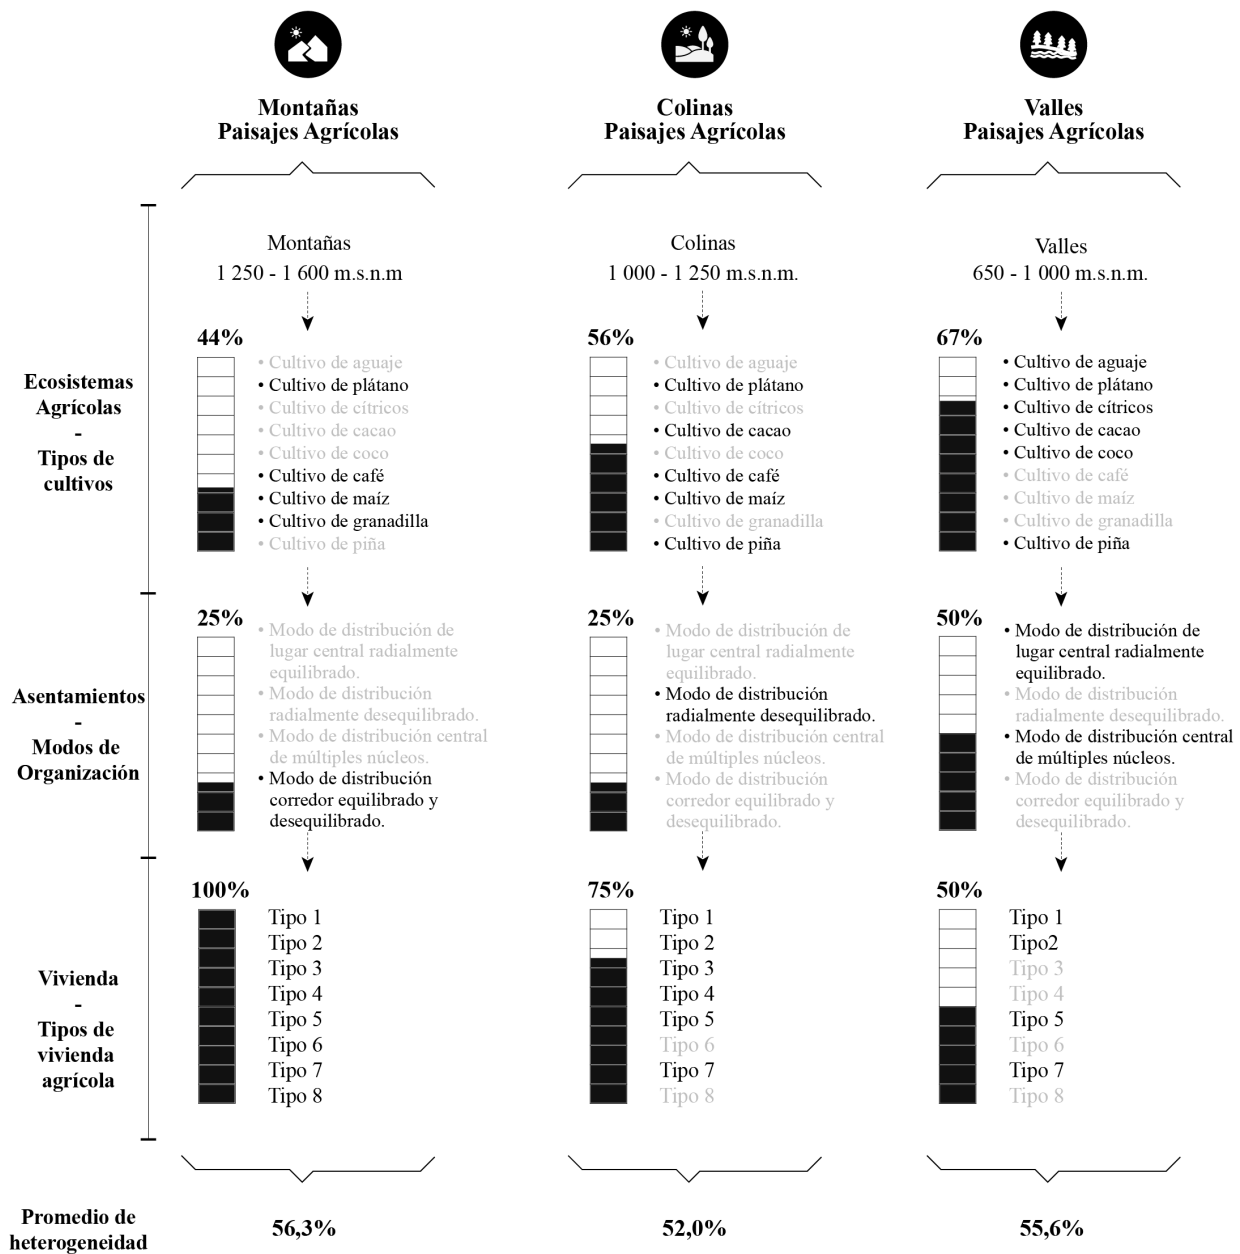 Montañas
Paisajes Agrícolas
Colinas
Paisajes Agrícolas
Valles
Paisajes Agrícolas
Ecosistemas
Agrícolas
-
Tipos de
cultivos
Montañas
1 250 - 1 600 m.s.n.m
44%
• Cultivo de aguaje
• Cultivo de plátano
• Cultivo de cítricos
• Cultivo de cacao
• Cultivo de coco
• Cultivo de café
• Cultivo de maíz
• Cultivo de granadilla
• Cultivo de piña
Colinas
1 000 - 1 250 m.s.n.m.
56%
• Cultivo de aguaje
• Cultivo de plátano
• Cultivo de cítricos
• Cultivo de cacao
• Cultivo de coco
• Cultivo de café
• Cultivo de maíz
• Cultivo de granadilla
• Cultivo de piña
Valles
650 - 1 000 m.s.n.m.
67%
• Cultivo de aguaje
• Cultivo de plátano
• Cultivo de cítricos
• Cultivo de cacao
• Cultivo de coco
• Cultivo de café
• Cultivo de maíz
• Cultivo de granadilla
• Cultivo de piña
Asentamientos
-
Modos de
Organización
25%
• Modo de distribución de
lugar central radialmente
equilibrado.
• Modo de distribución
radialmente desequilibrado.
• Modo de distribución central
de múltiples núcleos.
• Modo de distribución
corredor equilibrado y
desequilibrado.
25%
• Modo de distribución de
lugar central radialmente
equilibrado.
• Modo de distribución
radialmente desequilibrado.
• Modo de distribución central
de múltiples núcleos.
• Modo de distribución
corredor equilibrado y
desequilibrado.
50%
• Modo de distribución de
lugar central radialmente
equilibrado.
• Modo de distribución
radialmente desequilibrado.
• Modo de distribución central
de múltiples núcleos.
• Modo de distribución
corredor equilibrado y
desequilibrado.
Vivienda
-
Tipos de
vivienda
agrícola
100%
Tipo 1
Tipo 2
Tipo 3
Tipo 4
Tipo 5
Tipo 6
Tipo 7
Tipo 8
75%
Tipo 1
Tipo 2
Tipo 3
Tipo 4
Tipo 5
Tipo 6
Tipo 7
Tipo 8
50%
Tipo 1
Tipo2
Tipo 3
Tipo 4
Tipo 5
Tipo 6
Tipo 7
Tipo 8
Promedio de
heterogeneidad
56,3%
52,0%
55,6%